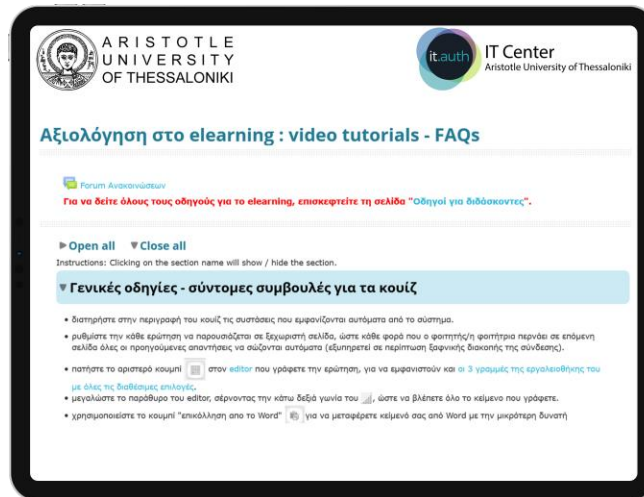 ARISTOTLE
UNIVERSITY
OF THESSALONIKI
it.auth
IT Center
Aristotle University of Thessaloniki
Αξιολόγηση στο elearning : video tutorials - FAQs
Forum Ανακοινώσεων
Για να δείτε όλους τους οδηγούς για το elearning, επισκεφτείτε τη σελίδα "Οδηγοί για διδάσκοντες".
Open all Close all
Instructions: Clicking on the section name will show / hide the section.
Γενικές οδηγίες - σύντομες συμβουλές για τα κουίζ
• διατηρήστε στην περιγραφή του κουίζ τις συστάσεις που εμφανίζονται αυτόματα από το σύστημα.
• ρυθμίστε την κάθε ερώτηση να παρουσιάζεται σε ξεχωριστή σελίδα, ώστε κάθε φορά που ο φοιτητής/η φοιτήτρια περνάει σε επόμενη
σελίδα όλες οι προηγούμενες απαντήσεις να σώζονται αυτόματα (εξυπηρετεί σε περίπτωση ξαφνικής διακοπής της σύνδεσης).
• πατήστε το αριστερό κουμπί στον editor που γράφετε την ερώτηση, για να εμφανιστούν και οι 3 γραμμές της εργαλειοθήκης του
με όλες τις διαθέσιμες επιλογές.
• μεγαλώστε το παράθυρο του editor, σέρνοντας την κάτω δεξιά γωνία του , ώστε να βλέπετε όλο το κείμενο που γράφετε.
• χρησιμοποιείστε το κουμπί "επικόλληση απο το Word" για να μεταφέρετε κείμενό σας από Word με την μικρότερη δυνατή